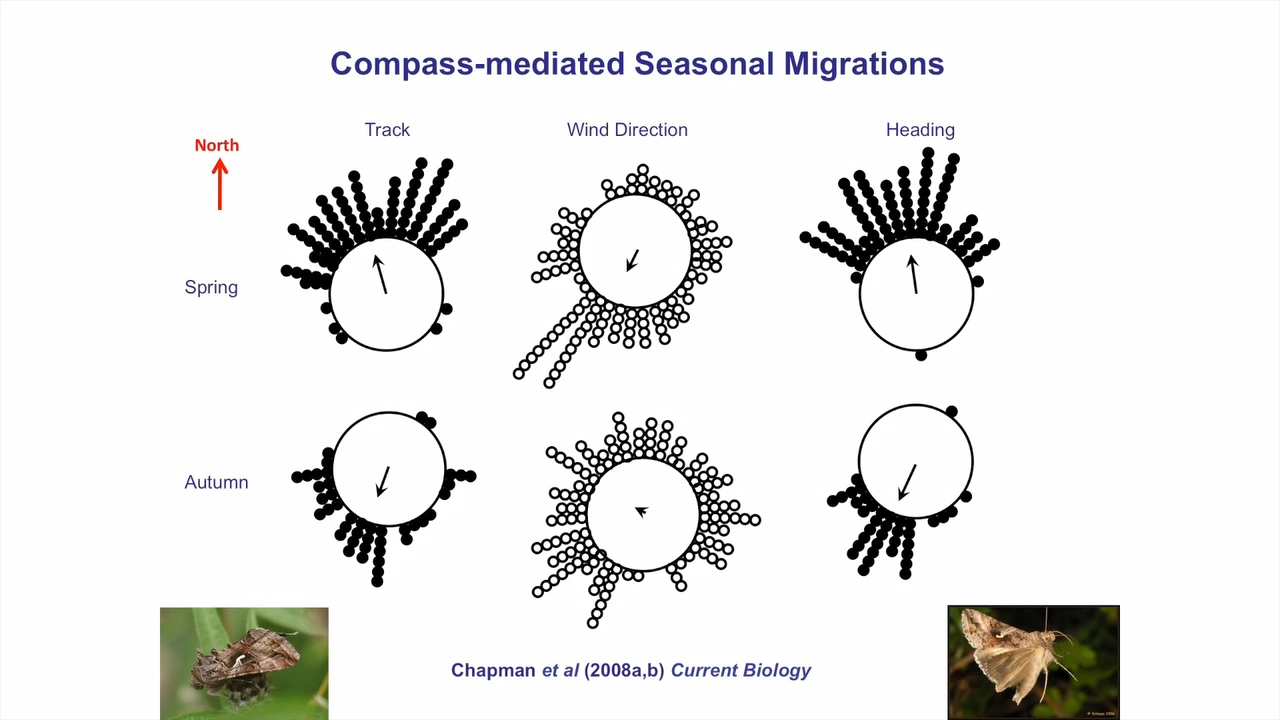 Compass-mediated Seasonal Migrations
Track
Wind Direction
Heading
North
Spring
Autumn
Chapman et al (2008a,b) Current Biology